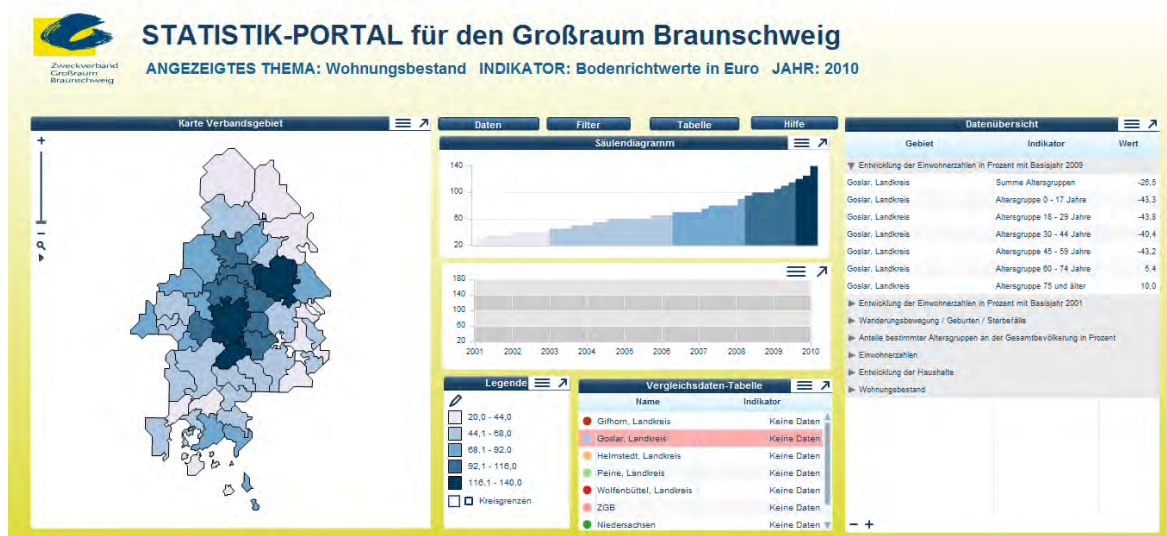 STATISTIK-PORTAL für den Großraum Braunschweig
Zweckverband
Großraum
Braunschweig
ANGEZEIGTES THEMA: Wohnungsbestand INDIKATOR: Bodenrichtwerte in Euro JAHR: 2010
Karte Verbandsgebiet
Daten Filter Tabelle Hilfe
Säulendiagramm
140
100
60
20
180
140
100
60
20
2001 2002 2003 2004 2005 2006 2007 2008 2009 2010
Legende
20,0 - 44,0
44,1 - 68,0
68,1 - 92,0
92,1 - 116,0
116,1 - 140,0
Kreisgrenzen
Vergleichsdaten-Tabelle
Name Indikator
Gifhorn, Landkreis Keine Daten
Goslar, Landkreis Keine Daten
Helmstedt, Landkreis Keine Daten
Peine, Landkreis Keine Daten
Wolfenbüttel, Landkreis Keine Daten
ZGB Keine Daten
Niedersachsen Keine Daten
Datenübersicht
Gebiet Indikator Wert
Entwicklung der Einwohnerzahlen in Prozent mit Basisjahr 2009
Goslar, Landkreis Summe Altersgruppen -26,5
Goslar, Landkreis Altersgruppe 0 - 17 Jahre -43,3
Goslar, Landkreis Altersgruppe 18 - 29 Jahre -43,8
Goslar, Landkreis Altersgruppe 30 - 44 Jahre -40,4
Goslar, Landkreis Altersgruppe 45 - 59 Jahre -43,2
Goslar, Landkreis Altersgruppe 60 - 74 Jahre 5,4
Goslar, Landkreis Altersgruppe 75 und älter 10,0
Entwicklung der Einwohnerzahlen in Prozent mit Basisjahr 2001
Wanderungsbewegung / Geburten / Sterbefälle
Anteile bestimmter Altersgruppen an der Gesamtbevölkerung in Prozent
Einwohnerzahlen
Entwicklung der Haushalte
Wohnungsbestand